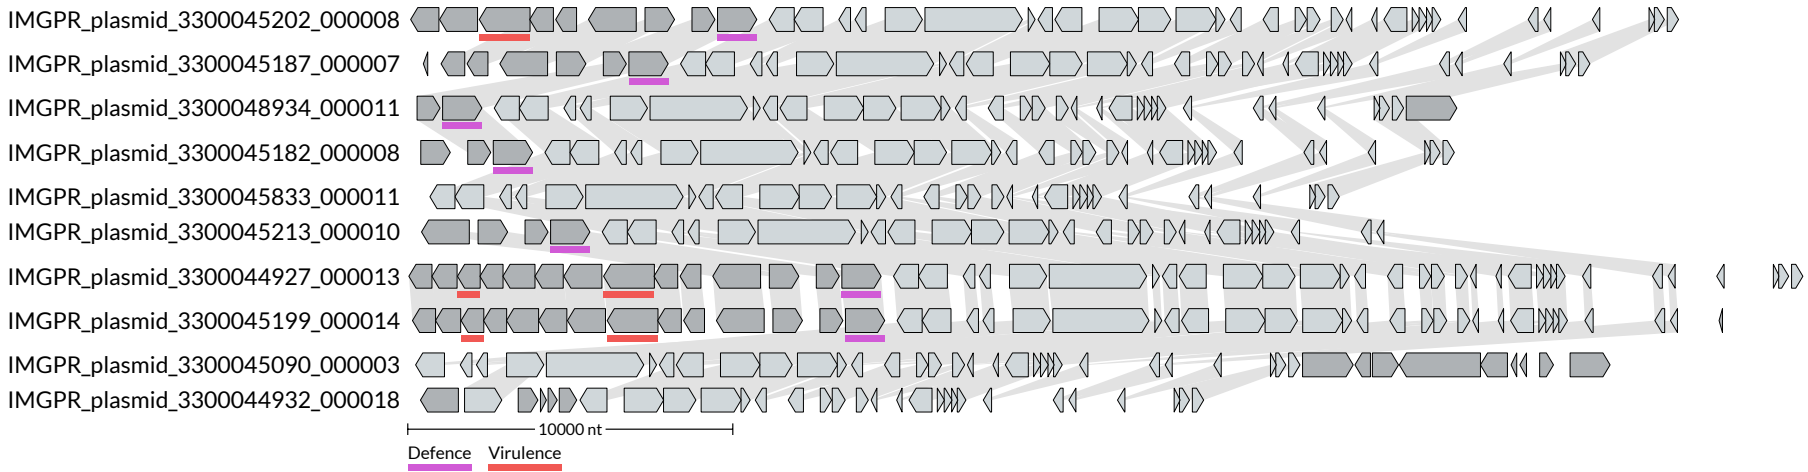 IMGPR_plasmid_3300045202_000008
IMGPR_plasmid_3300045187_000007
IMGPR_plasmid_3300048934_000011
IMGPR_plasmid_3300045182_000008
IMGPR_plasmid_3300045833_000011
IMGPR_plasmid_3300045213_000010
IMGPR_plasmid_3300044927_000013
IMGPR_plasmid_3300045199_000014
IMGPR_plasmid_3300045090_000003
IMGPR_plasmid_3300044932_000018
10000 nt
Defence Virulence